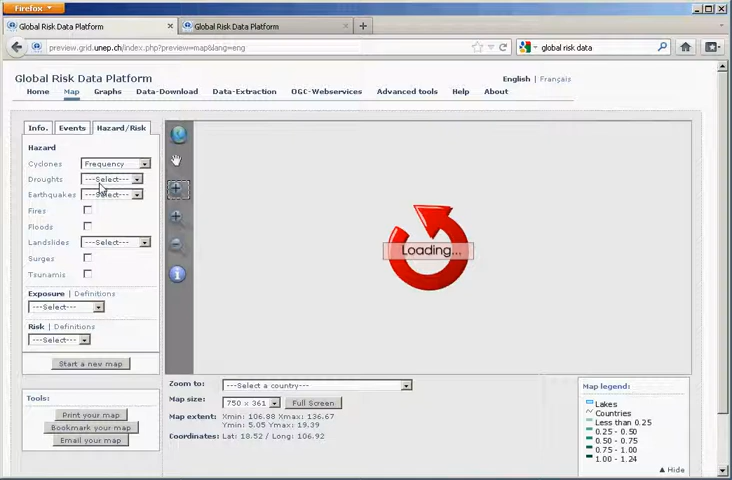 Firefox
Global Risk Data Platform
Global Risk Data Platform
preview.grid.unep.ch/index.php?preview=map&lang=eng
global risk data
Global Risk Data Platform
English | Français
Home Map Graphs Data-Download Data-Extraction OGC-Webservices Advanced tools Help About
Info. Events Hazard/Risk
Hazard
Cyclones Frequency
Droughts ---Select---
Earthquakes ---Select---
Fires
Floods
Landslides ---Select---
Surges
Tsunamis
Exposure | Definitions
---Select---
Risk | Definitions
---Select---
Start a new map
Tools:
Print your map
Bookmark your map
Email your map
Loading...
Zoom to: ---Select a country---
Map size: 750 x 361 Full Screen
Map extent Xmin: 106.88 Xmax: 136.67
Ymin: 5.05 Ymax: 19.39
Coordinates: Lat: 18.52 / Long: 106.92
Map legend:
Lakes
Countries
Less than 0.25
0.25 - 0.50
0.50 - 0.75
0.75 - 1.00
1.00 - 1.24
Hide